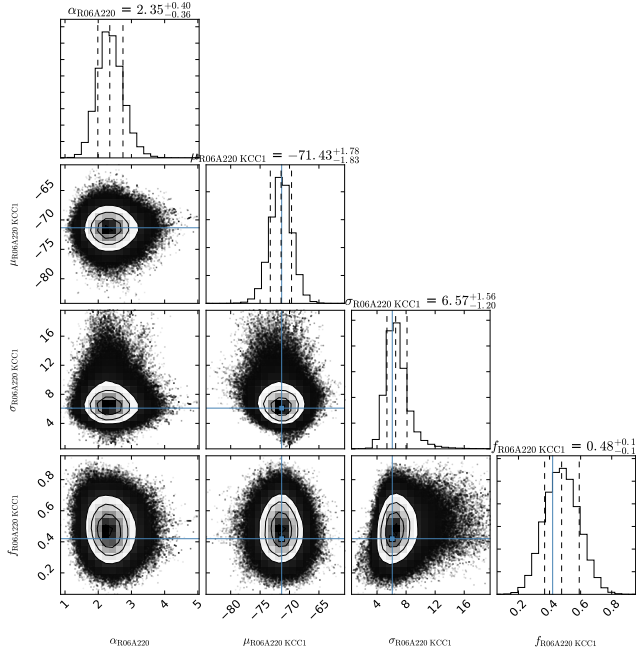 α_R06A220 = 2.35 +0.40 −0.36
μ_R06A220 KCC1 = −71.43 +1.78 −1.83
σ_R06A220 KCC1 = 6.57 +1.56 −1.20
f_R06A220 KCC1 = 0.48 +0.1 −0.1
−65
−70
−75
−80
μ_R06A220 KCC1
16
12
8
4
σ_R06A220 KCC1
0.8
0.6
0.4
0.2
f_R06A220 KCC1
1 2 3 4 5
−80 −75 −70 −65
4 8 12 16
0.2 0.4 0.6 0.8
α_R06A220
μ_R06A220 KCC1
σ_R06A220 KCC1
f_R06A220 KCC1